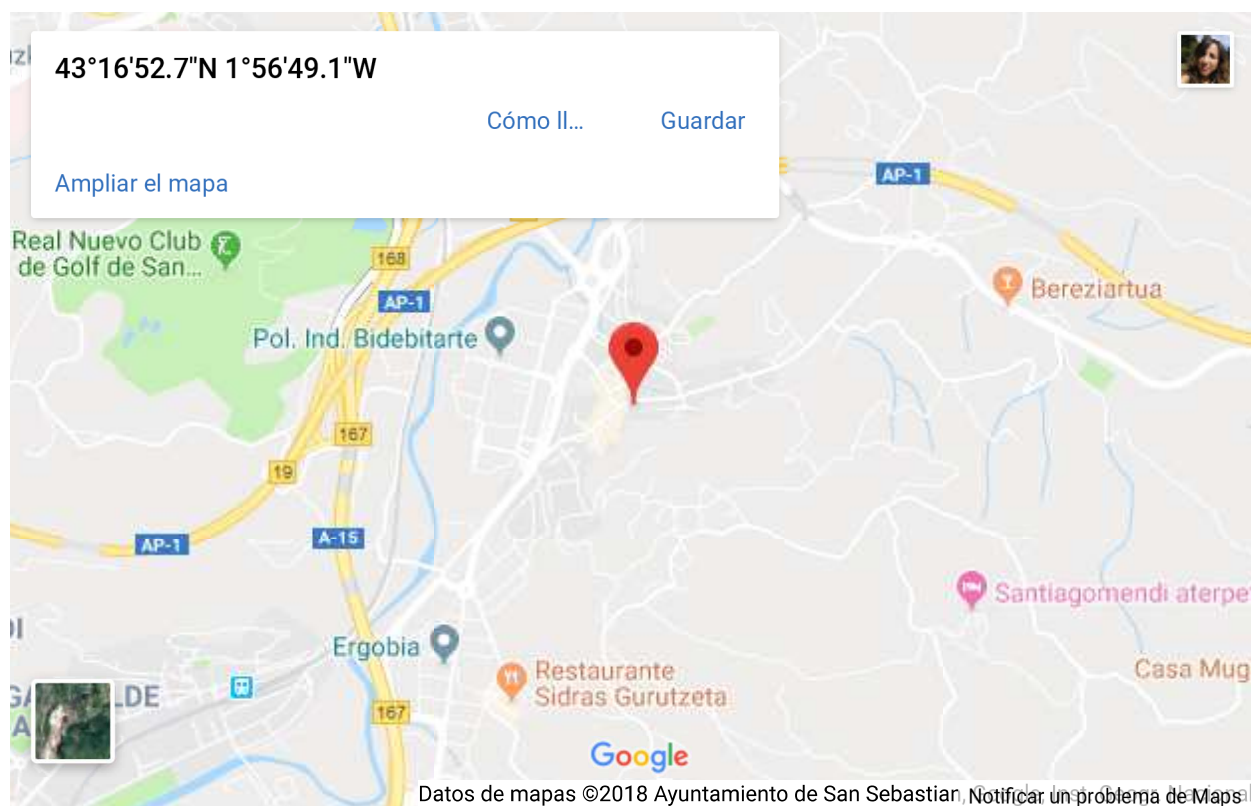 43°16'52.7"N 1°56'49.1"W
Cómo ll...
Guardar
Ampliar el mapa
AP-1
Real Nuevo Club
de Golf de San...
168
AP-1
Bereziartua
Pol. Ind. Bidebitarte
167
19
AP-1
A-15
Santiagomendi aterpe
Ergobia
Restaurante
Sidras Gurutzeta
Casa Mug
LDE
167
Google
Datos de mapas ©2018 Ayuntamiento de San Sebastian,
Notificar un problema de Maps